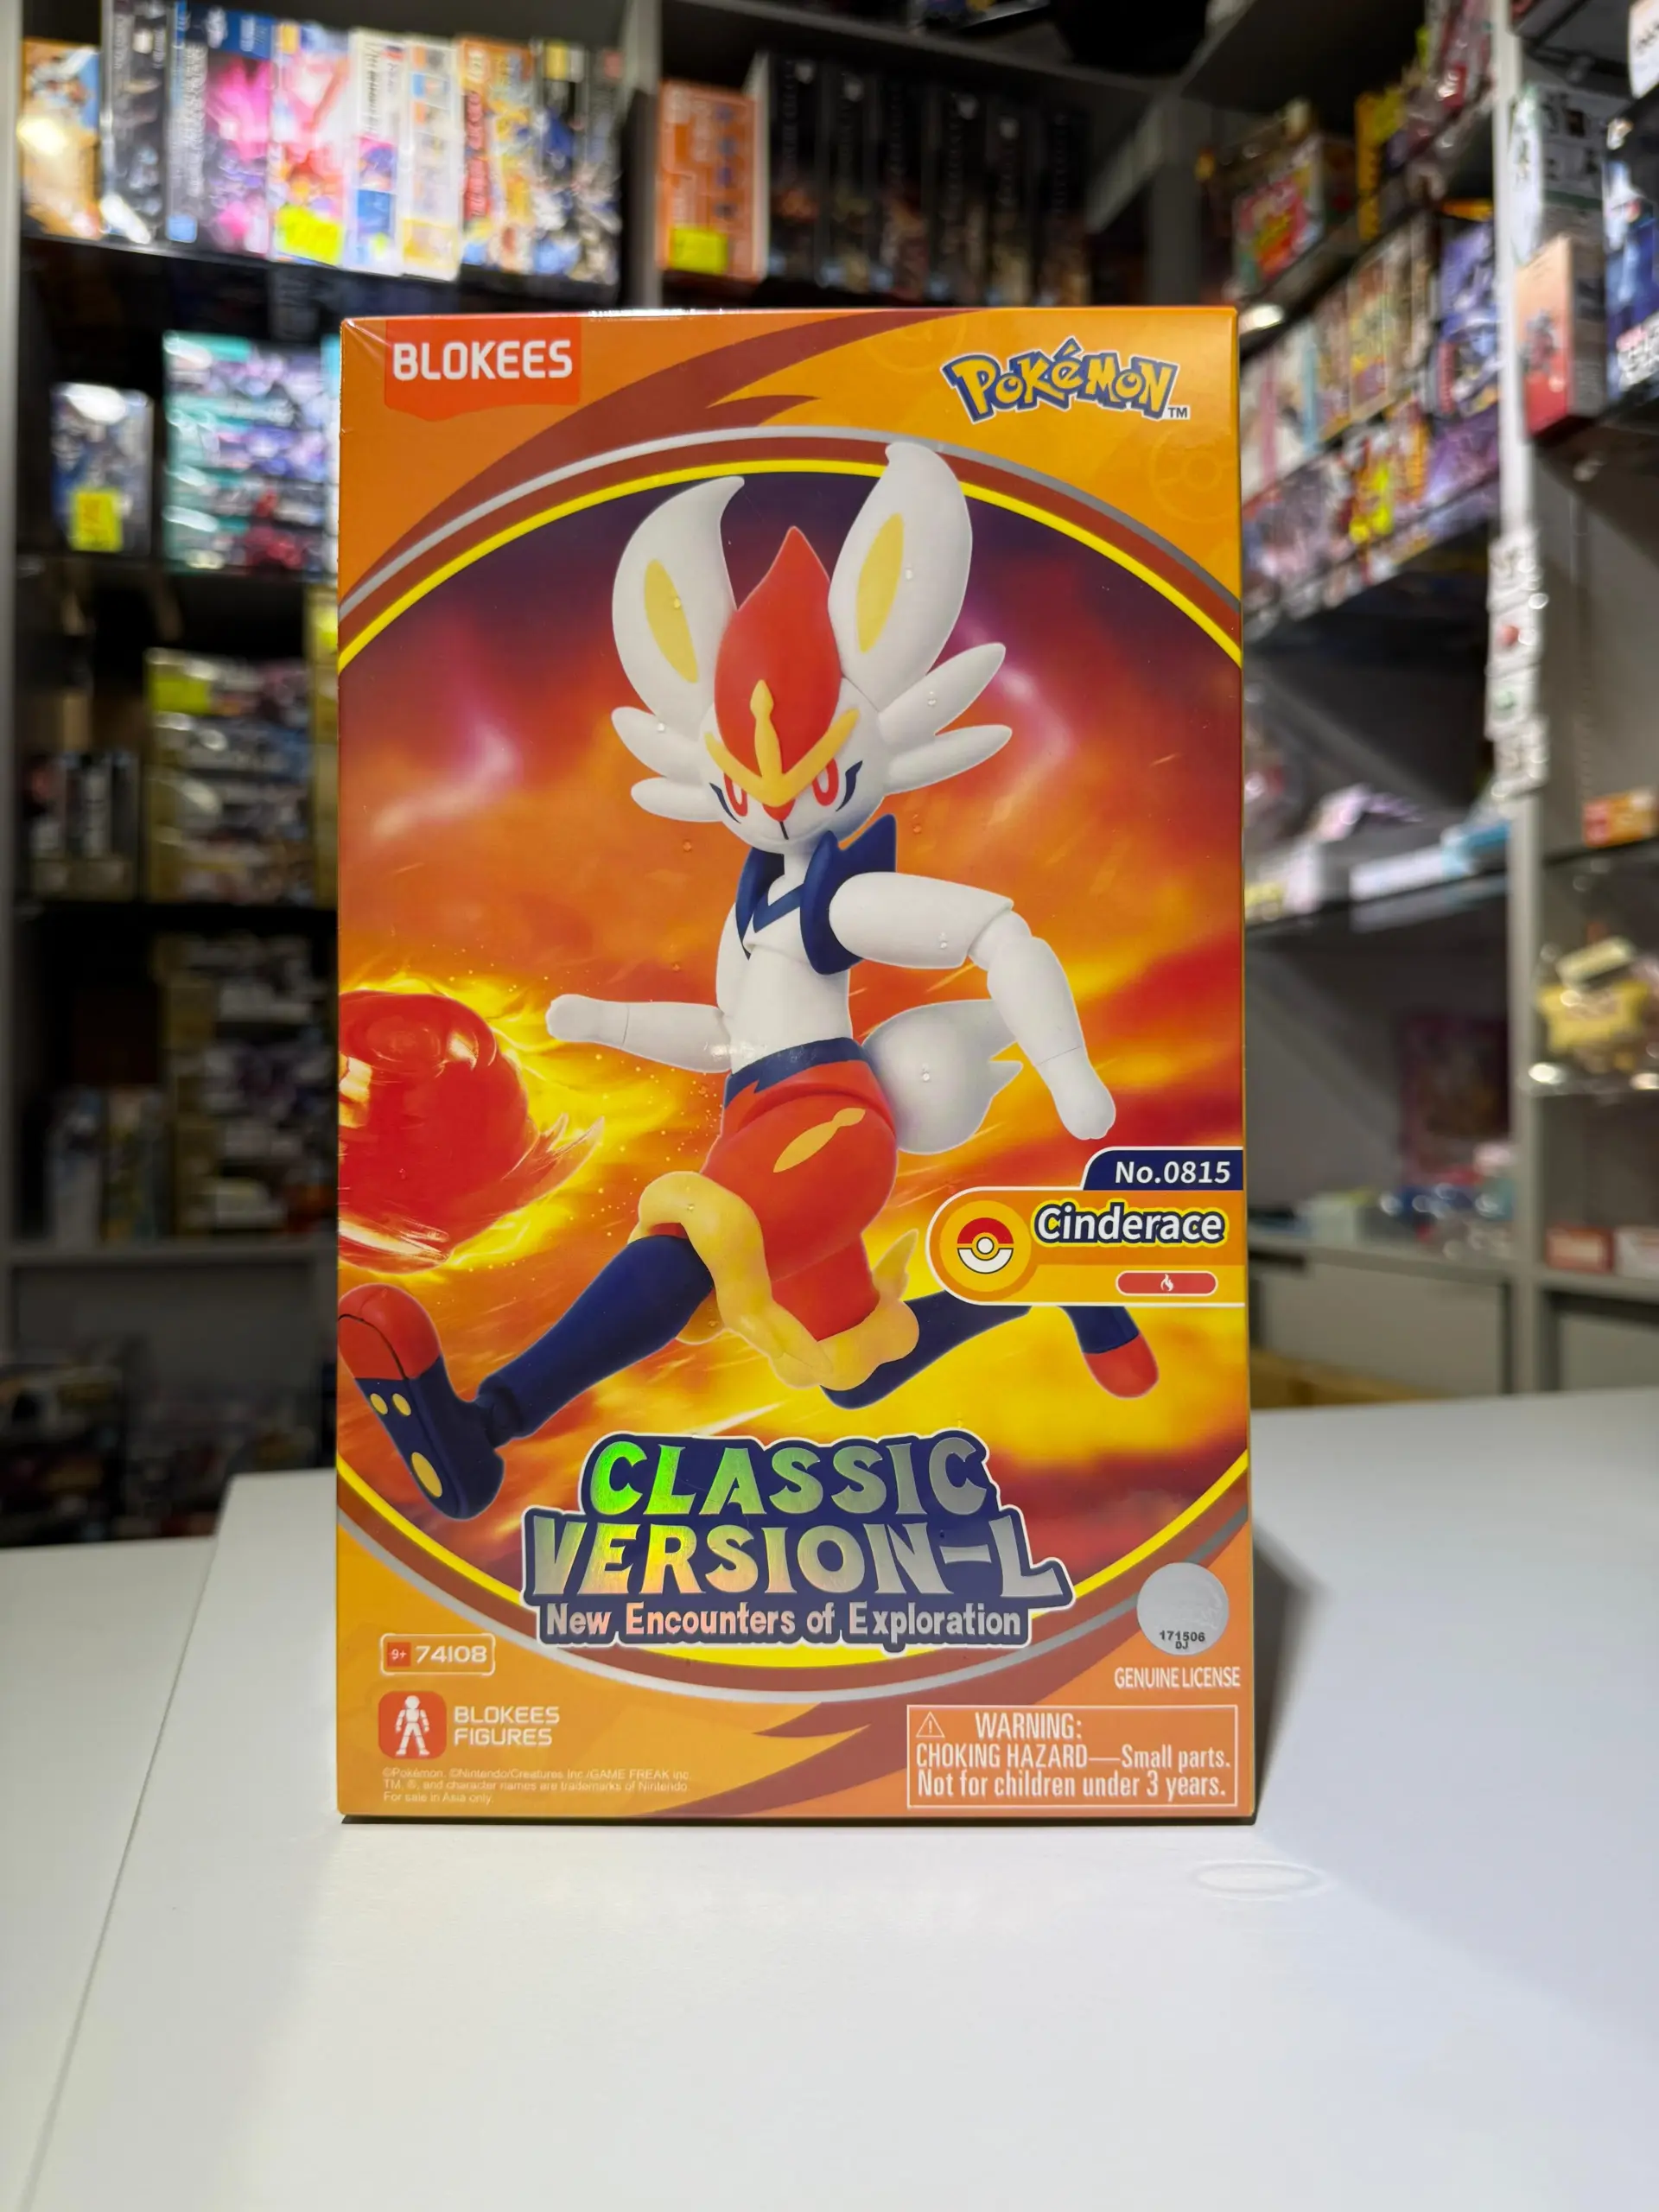 BLOKEES
POKéMON TM
No.0815
Cinderace
CLASSIC
VERSION-L
New Encounters of Exploration
171506
DJ
GENUINE LICENSE
9+ 74108
BLOKEES
FIGURES
WARNING:
CHOKING HAZARD—Small parts.
Not for children under 3 years.
©Pokémon. ©Nintendo/Creatures Inc./GAME FREAK inc.
TM, ®, and character names are trademarks of Nintendo.
For sale in Asia only.